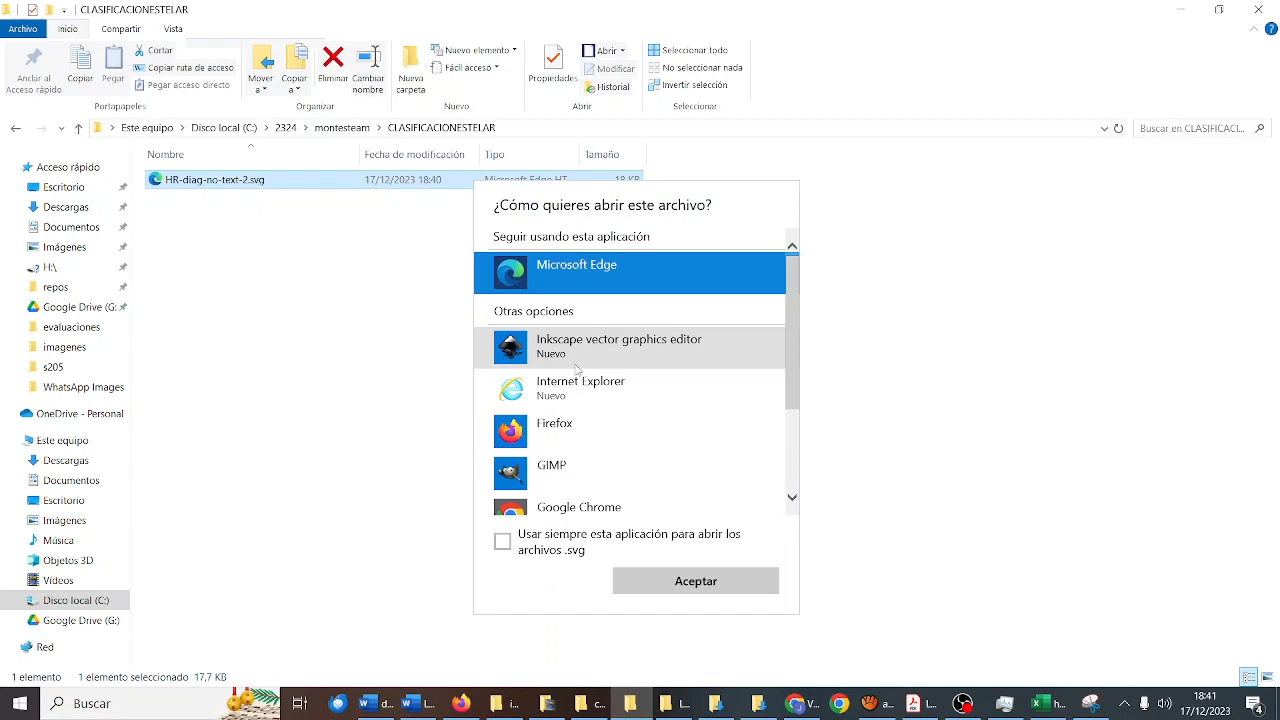 CLASIFICACIONESTELAR
Archivo Inicio Compartir Vista
Anclar al Acceso rápido
Copiar
Pegar
Cortar
Copiar ruta de acceso
Pegar acceso directo
Portapapeles
Mover a
Copiar a
Eliminar
Cambiar nombre
Organizar
Nueva carpeta
Nuevo elemento
Fácil acceso
Nuevo
Propiedades
Abrir
Modificar
Historial
Abrir
Seleccionar todo
No seleccionar nada
Invertir selección
Seleccionar
Este equipo > Disco local (C:) > 2324 > montesteam > CLASIFICACIONESTELAR
Buscar en CLASIFICACI...
Nombre Fecha de modificación Tipo Tamaño
HR-diag-no-text-2.svg 17/12/2023 18:40 Microsoft Edge HT... 18 KB
Acceso rápido
Escritorio
Descargas
Documentos
Imágenes
H:\
repos
Google Drive (G:
evaluaciones
imagenes
s205
WhatsApp Images
OneDrive - Personal
Este equipo
Descargas
Documentos
Escritorio
Imágenes
Música
Objetos 3D
Vídeos
Disco local (C:)
Google Drive (G:)
Red
¿Cómo quieres abrir este archivo?
Seguir usando esta aplicación
Microsoft Edge
Otras opciones
Inkscape vector graphics editor
Nuevo
Internet Explorer
Nuevo
Firefox
GIMP
Google Chrome
Usar siempre esta aplicación para abrir los
archivos .svg
Aceptar
1 elemento 1 elemento seleccionado 17,7 KB
Buscar
d... l... i... c... l... V... a... l... h...
18:41
17/12/2023